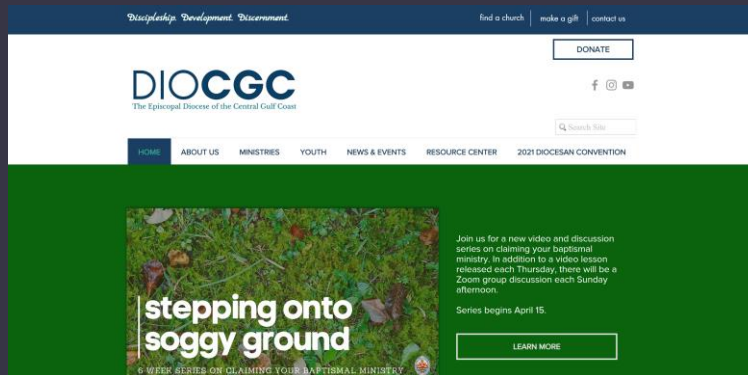 Discipleship. Development. Discernment.
find a church | make a gift | contact us
DONATE
DIOCGC
The Episcopal Diocese of the Central Gulf Coast
Search Site
HOME ABOUT US MINISTRIES YOUTH NEWS & EVENTS RESOURCE CENTER 2021 DIOCESAN CONVENTION
stepping onto
soggy ground
6-WEEK SERIES ON CLAIMING YOUR BAPTISMAL MINISTRY
Join us for a new video and discussion
series on claiming your baptismal
ministry. In addition to a video lesson
released each Thursday, there will be a
Zoom group discussion each Sunday
afternoon.
Series begins April 15.
LEARN MORE